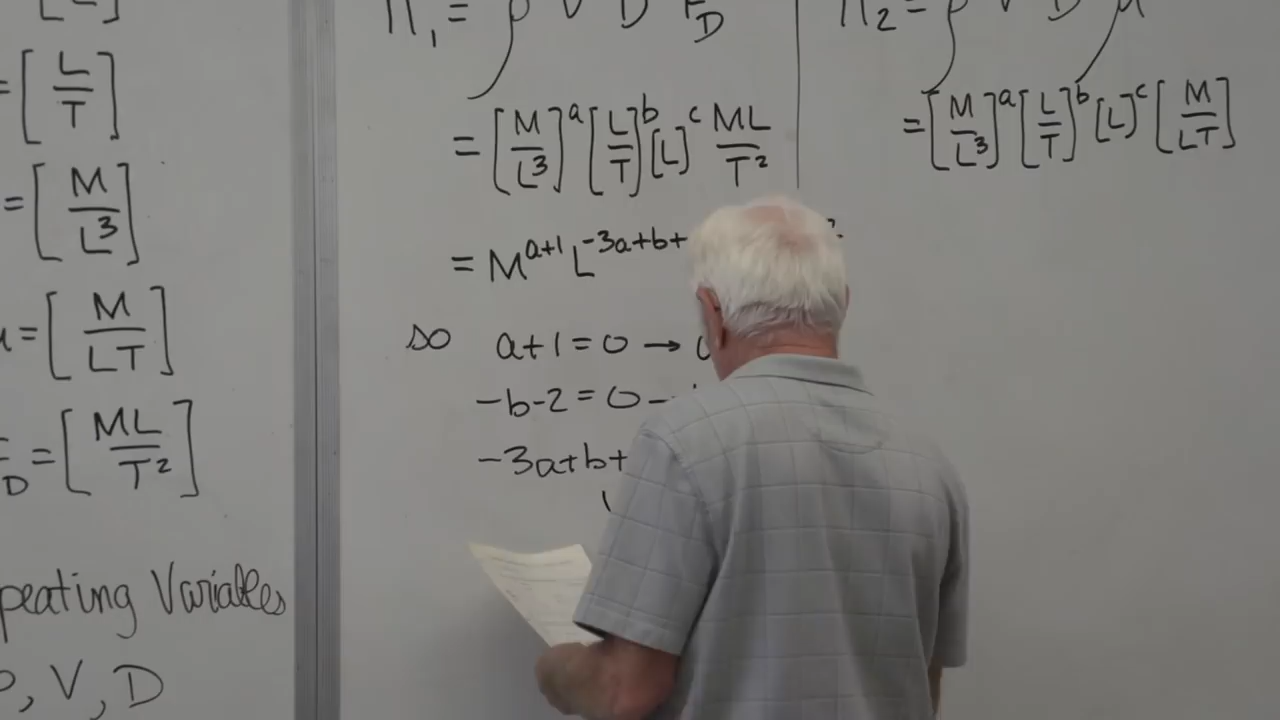 = [L/T]
= [M/L³]
μ = [M/LT]
F_D = [ML/T²]
peating Variables
ρ, V, D
Π₁ = ρ V D F_D
= [M/L³]ᵃ [L/T]ᵇ [L]ᶜ ML/T²
= M^(a+1) L^(-3a+b+
so a+1=0 →
-b-2=0 -
-3a+b+
Π₂ = ρ V D μ
= [M/L³]ᵃ [L/T]ᵇ [L]ᶜ [M/LT]